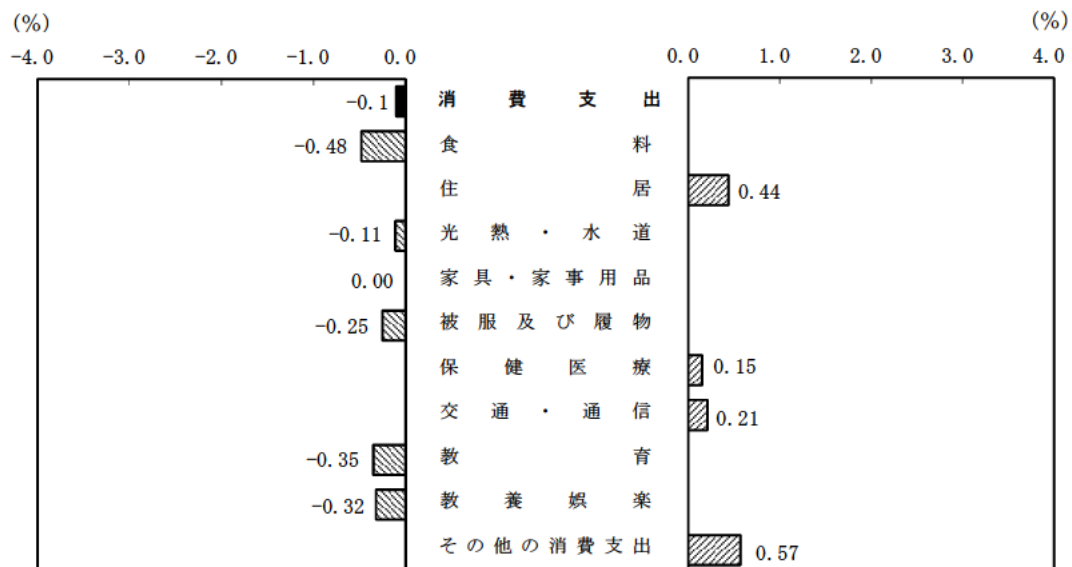 (%) (%)
-4.0 -3.0 -2.0 -1.0 0.0 0.0 1.0 2.0 3.0 4.0
-0.1 消費支出
-0.48 食料
住居 0.44
-0.11 光熱・水道
0.00 家具・家事用品
-0.25 被服及び履物
保健医療 0.15
交通・通信 0.21
-0.35 教育
-0.32 教養娯楽
その他の消費支出 0.57